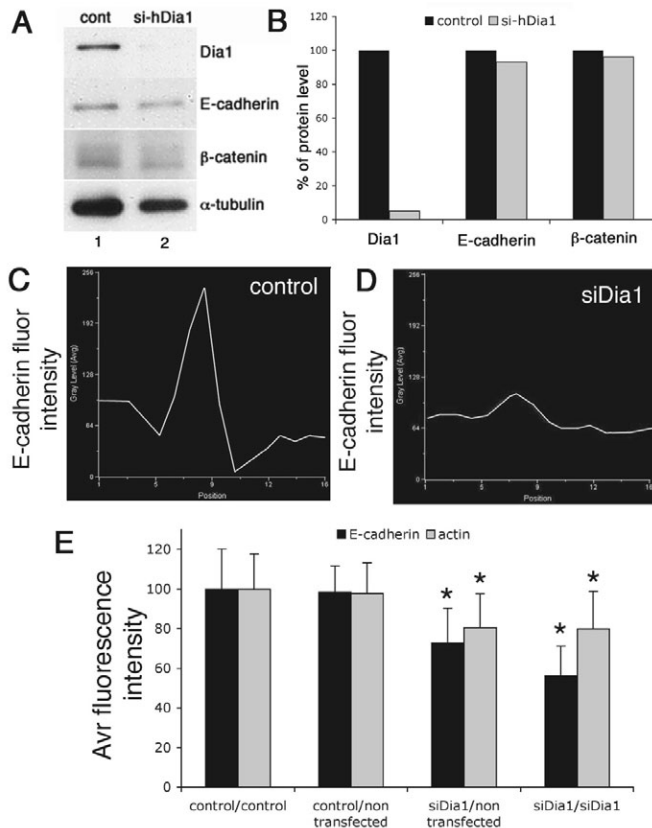 A
cont
si-hDia1
Dia1
E-cadherin
β-catenin
α-tubulin
1 2
B
control si-hDia1
% of protein level
120
100
80
60
40
20
0
Dia1 E-cadherin β-catenin
C
control
E-cadherin fluor intensity
Gray Level (Avg)
256
192
128
64
0
1 5 9 12 16
Position
D
siDia1
E-cadherin fluor intensity
Gray Level (Avg)
256
192
128
64
0
1 5 9 12 16
Position
E
E-cadherin actin
Avr fluorescence intensity
120
100
80
60
40
20
0
* * * *
control/control
control/non transfected
siDia1/non transfected
siDia1/siDia1